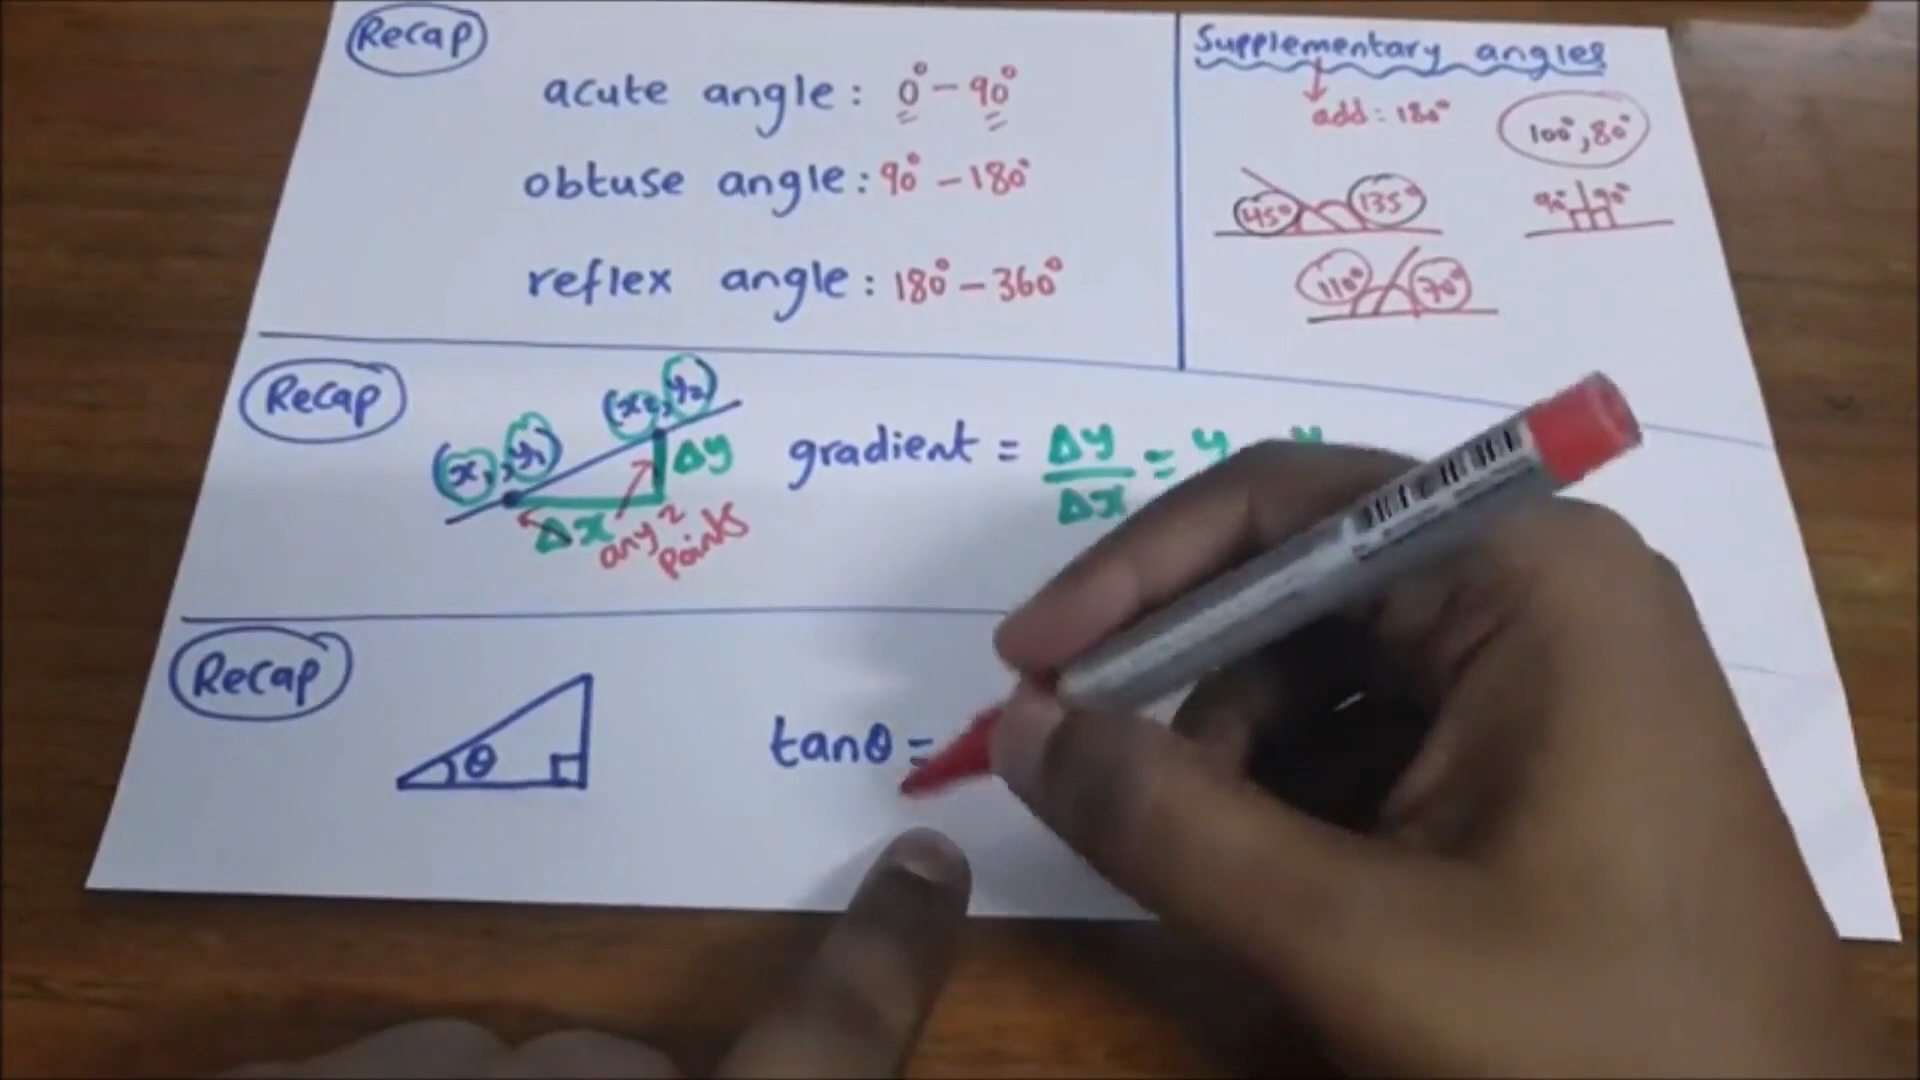 Recap
acute angle: 0° - 90°
obtuse angle: 90° - 180°
reflex angle: 180° - 360°
Supplementary angles
add: 180°
100°, 80°
45° 135°
90° 90°
110° 70°
Recap
(x₁, y₁)
(x₂, y₂)
Δy
Δx
any 2
points
gradient = Δy/Δx = y
Recap
θ
tanθ =